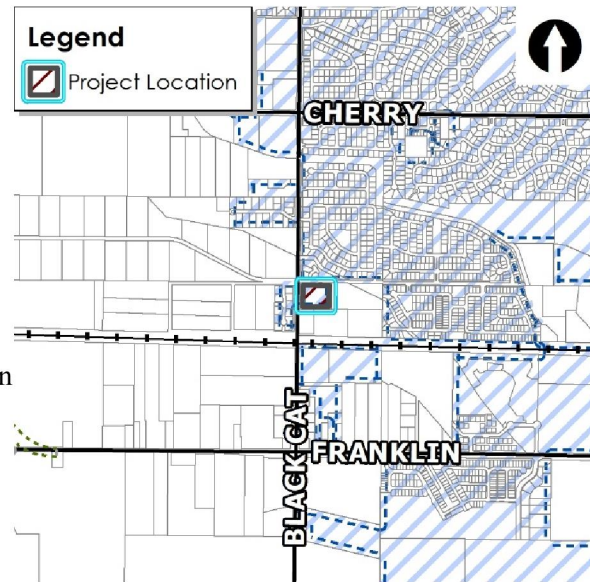 Legend
Project Location
CHERRY
n
BLACK CAT
FRANKLIN